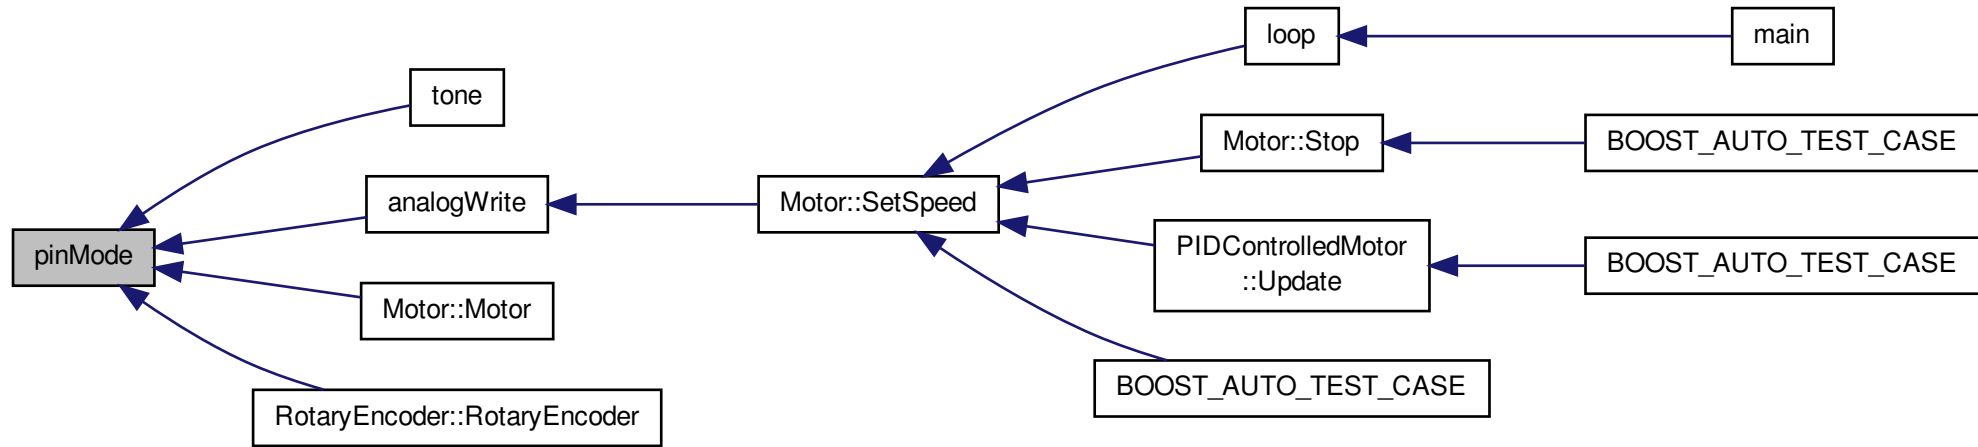 loop
main
tone
Motor::Stop
BOOST_AUTO_TEST_CASE
analogWrite
Motor::SetSpeed
pinMode
PIDControlledMotor
::Update
BOOST_AUTO_TEST_CASE
Motor::Motor
BOOST_AUTO_TEST_CASE
RotaryEncoder::RotaryEncoder